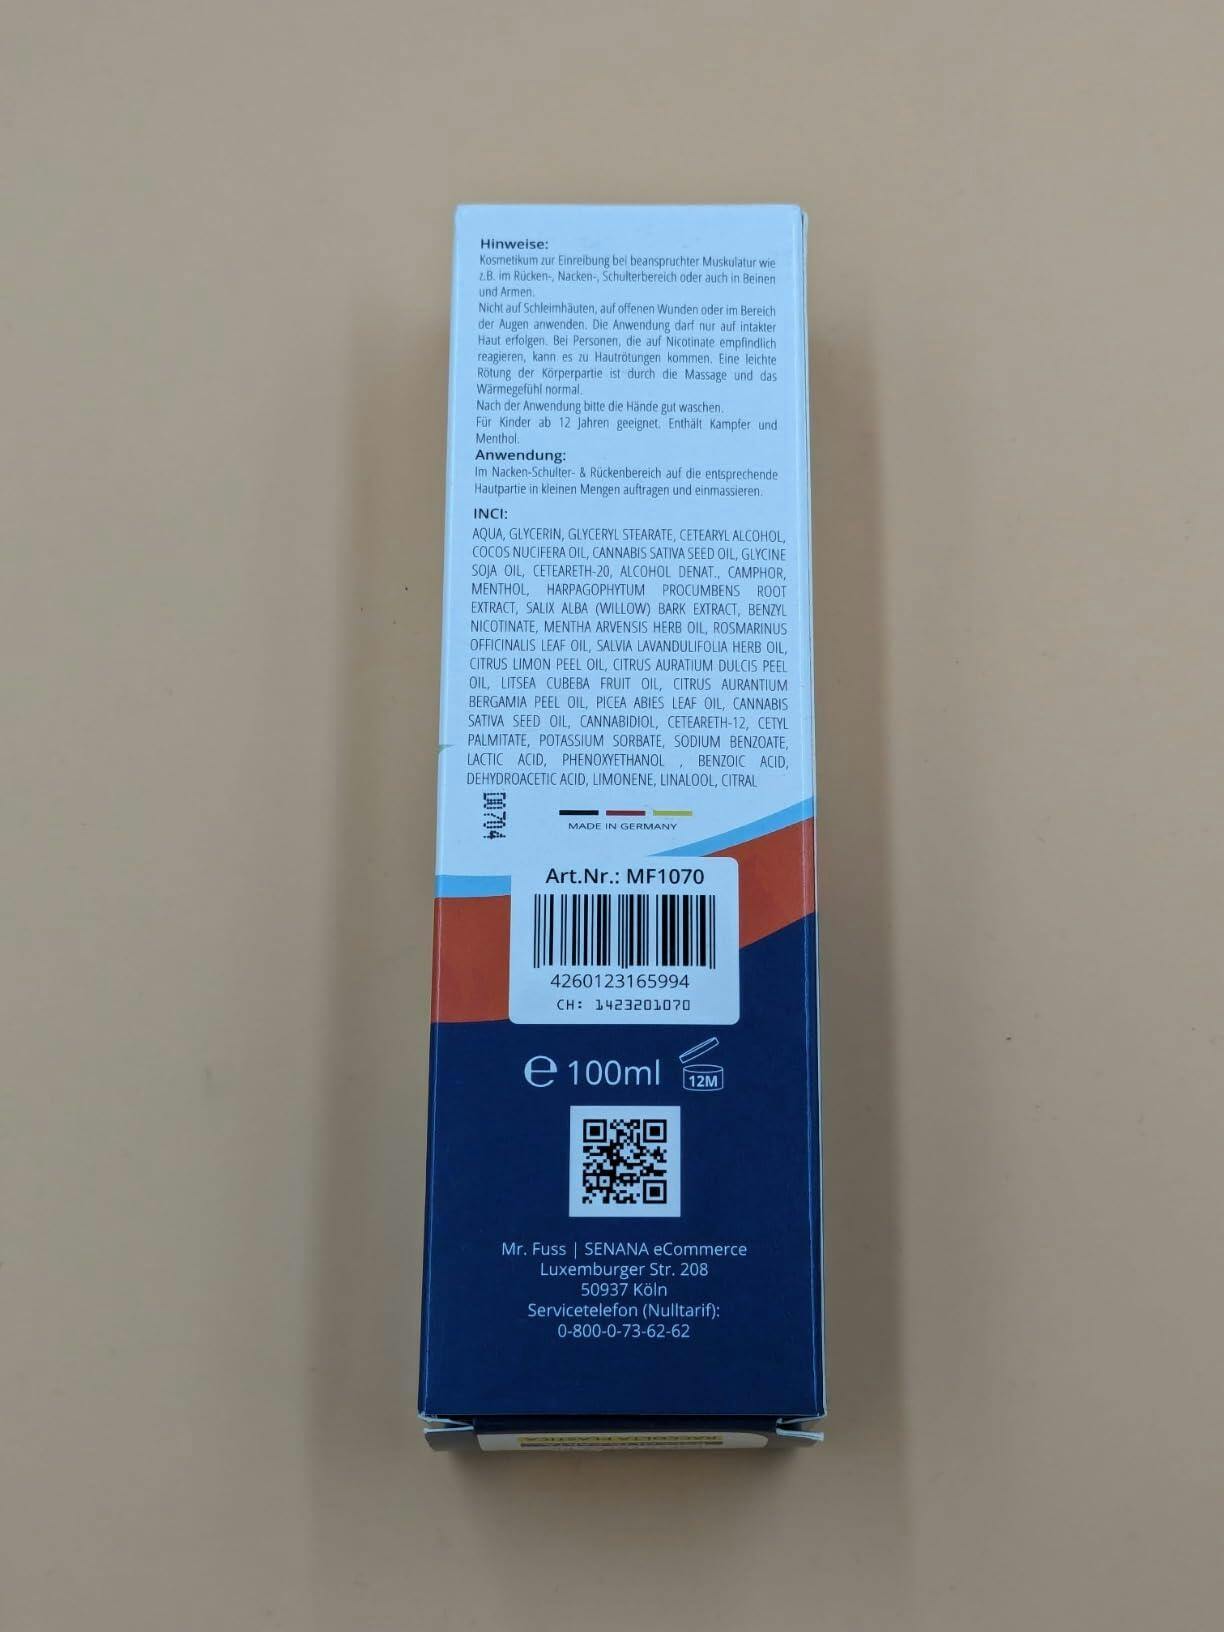 Hinweise:
Kosmetikum zur Einreibung bei beanspruchter Muskulatur wie
z.B. im Rücken-, Nacken-, Schulterbereich oder auch in Beinen
und Armen.
Nicht auf Schleimhäuten, auf offenen Wunden oder im Bereich
der Augen anwenden. Die Anwendung darf nur auf intakter
Haut erfolgen. Bei Personen, die auf Nicotinate empfindlich
reagieren, kann es zu Hautrötungen kommen. Eine leichte
Rötung der Körperpartie ist durch die Massage und das
Wärmegefühl normal.
Nach der Anwendung bitte die Hände gut waschen.
Für Kinder ab 12 Jahren geeignet. Enthält Kampfer und
Menthol.
Anwendung:
Im Nacken-Schulter- & Rückenbereich auf die entsprechende
Hautpartie in kleinen Mengen auftragen und einmassieren.
INCI:
AQUA, GLYCERIN, GLYCERYL STEARATE, CETEARYL ALCOHOL,
COCOS NUCIFERA OIL, CANNABIS SATIVA SEED OIL, GLYCINE
SOJA OIL, CETEARETH-20, ALCOHOL DENAT., CAMPHOR,
MENTHOL, HARPAGOPHYTUM PROCUMBENS ROOT
EXTRACT, SALIX ALBA (WILLOW) BARK EXTRACT, BENZYL
NICOTINATE, MENTHA ARVENSIS HERB OIL, ROSMARINUS
OFFICINALIS LEAF OIL, SALVIA LAVANDULIFOLIA HERB OIL,
CITRUS LIMON PEEL OIL, CITRUS AURATIUM DULCIS PEEL
OIL, LITSEA CUBEBA FRUIT OIL, CITRUS AURANTIUM
BERGAMIA PEEL OIL, PICEA ABIES LEAF OIL, CANNABIS
SATIVA SEED OIL, CANNABIDIOL, CETEARETH-12, CETYL
PALMITATE, POTASSIUM SORBATE, SODIUM BENZOATE,
LACTIC ACID, PHENOXYETHANOL , BENZOIC ACID,
DEHYDROACETIC ACID, LIMONENE, LINALOOL, CITRAL
MADE IN GERMANY
Art.Nr.: MF1070
4260123165994
CH: 1423201070
e 100ml
12M
Mr. Fuss | SENANA eCommerce
Luxemburger Str. 208
50937 Köln
Servicetelefon (Nulltarif):
0-800-0-73-62-62
RACCOLTA PLASTICA